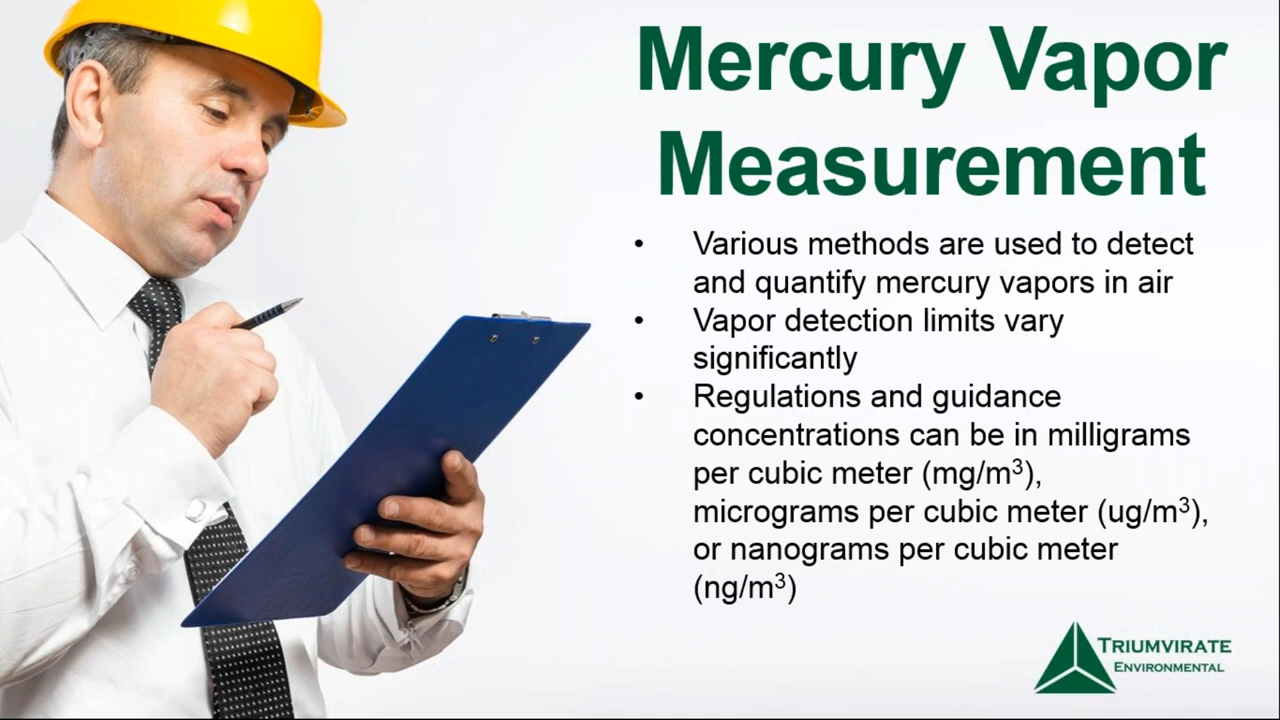 Mercury Vapor
Measurement
• Various methods are used to detect
and quantify mercury vapors in air
• Vapor detection limits vary
significantly
• Regulations and guidance
concentrations can be in milligrams
per cubic meter (mg/m³),
micrograms per cubic meter (ug/m³),
or nanograms per cubic meter
(ng/m³)
TRIUMVIRATE
ENVIRONMENTAL